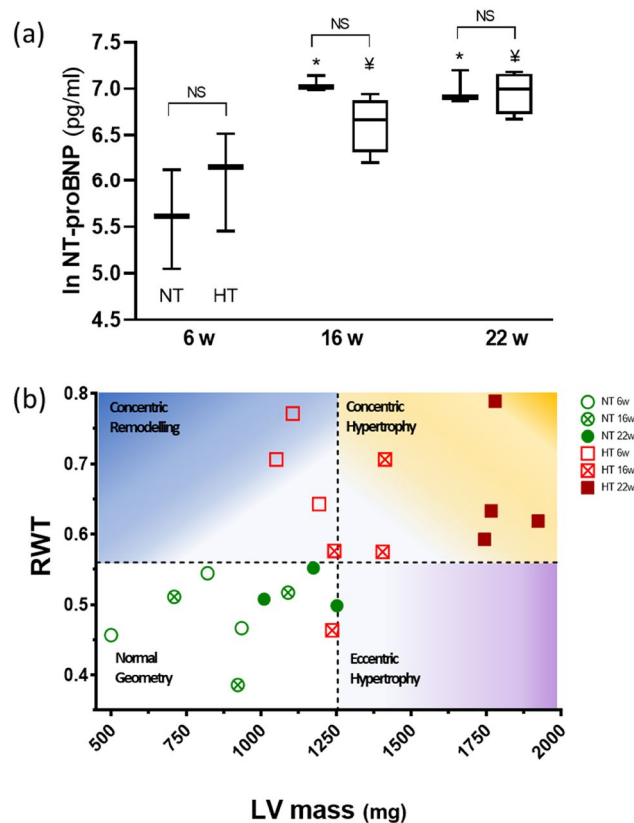 (a)
ln NT-proBNP (pg/ml)
7.5
7.0
6.5
6.0
5.5
5.0
4.5
NS
NS
NS
*
¥
*
¥
NT
HT
6 w
16 w
22 w
(b)
RWT
0.8
0.7
0.6
0.5
0.4
Concentric
Remodelling
Concentric
Hypertrophy
Normal
Geometry
Eccentric
Hypertrophy
NT 6w
NT 16w
NT 22w
HT 6w
HT 16w
HT 22w
500
750
1000
1250
1500
1750
2000
LV mass (mg)